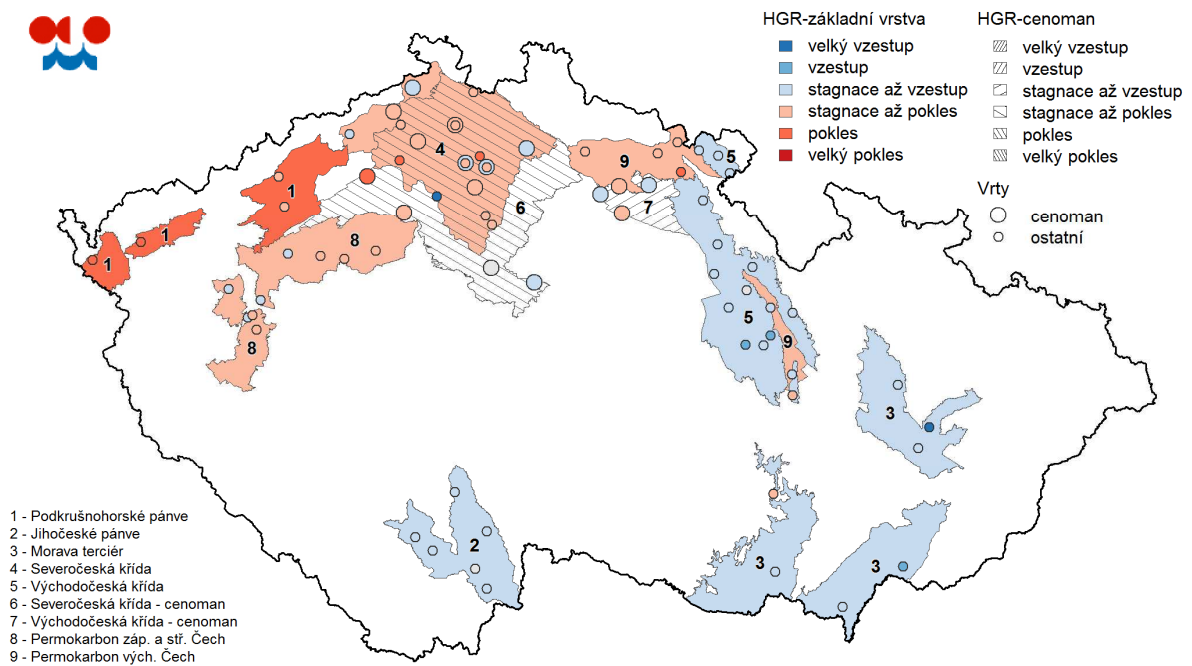 HGR-základní vrstva
velký vzestup
vzestup
stagnace až vzestup
stagnace až pokles
pokles
velký pokles
HGR-cenoman
velký vzestup
vzestup
stagnace až vzestup
stagnace až pokles
pokles
velký pokles
Vrty
cenoman
ostatní
4
9
5
1
6
7
8
1
1
5
9
8
3
2
3
3
1 - Podkrušnohorské pánve
2 - Jihočeské pánve
3 - Morava terciér
4 - Severočeská křída
5 - Východočeská křída
6 - Severočeská křída - cenoman
7 - Východočeská křída - cenoman
8 - Permokarbon záp. a stř. Čech
9 - Permokarbon vých. Čech